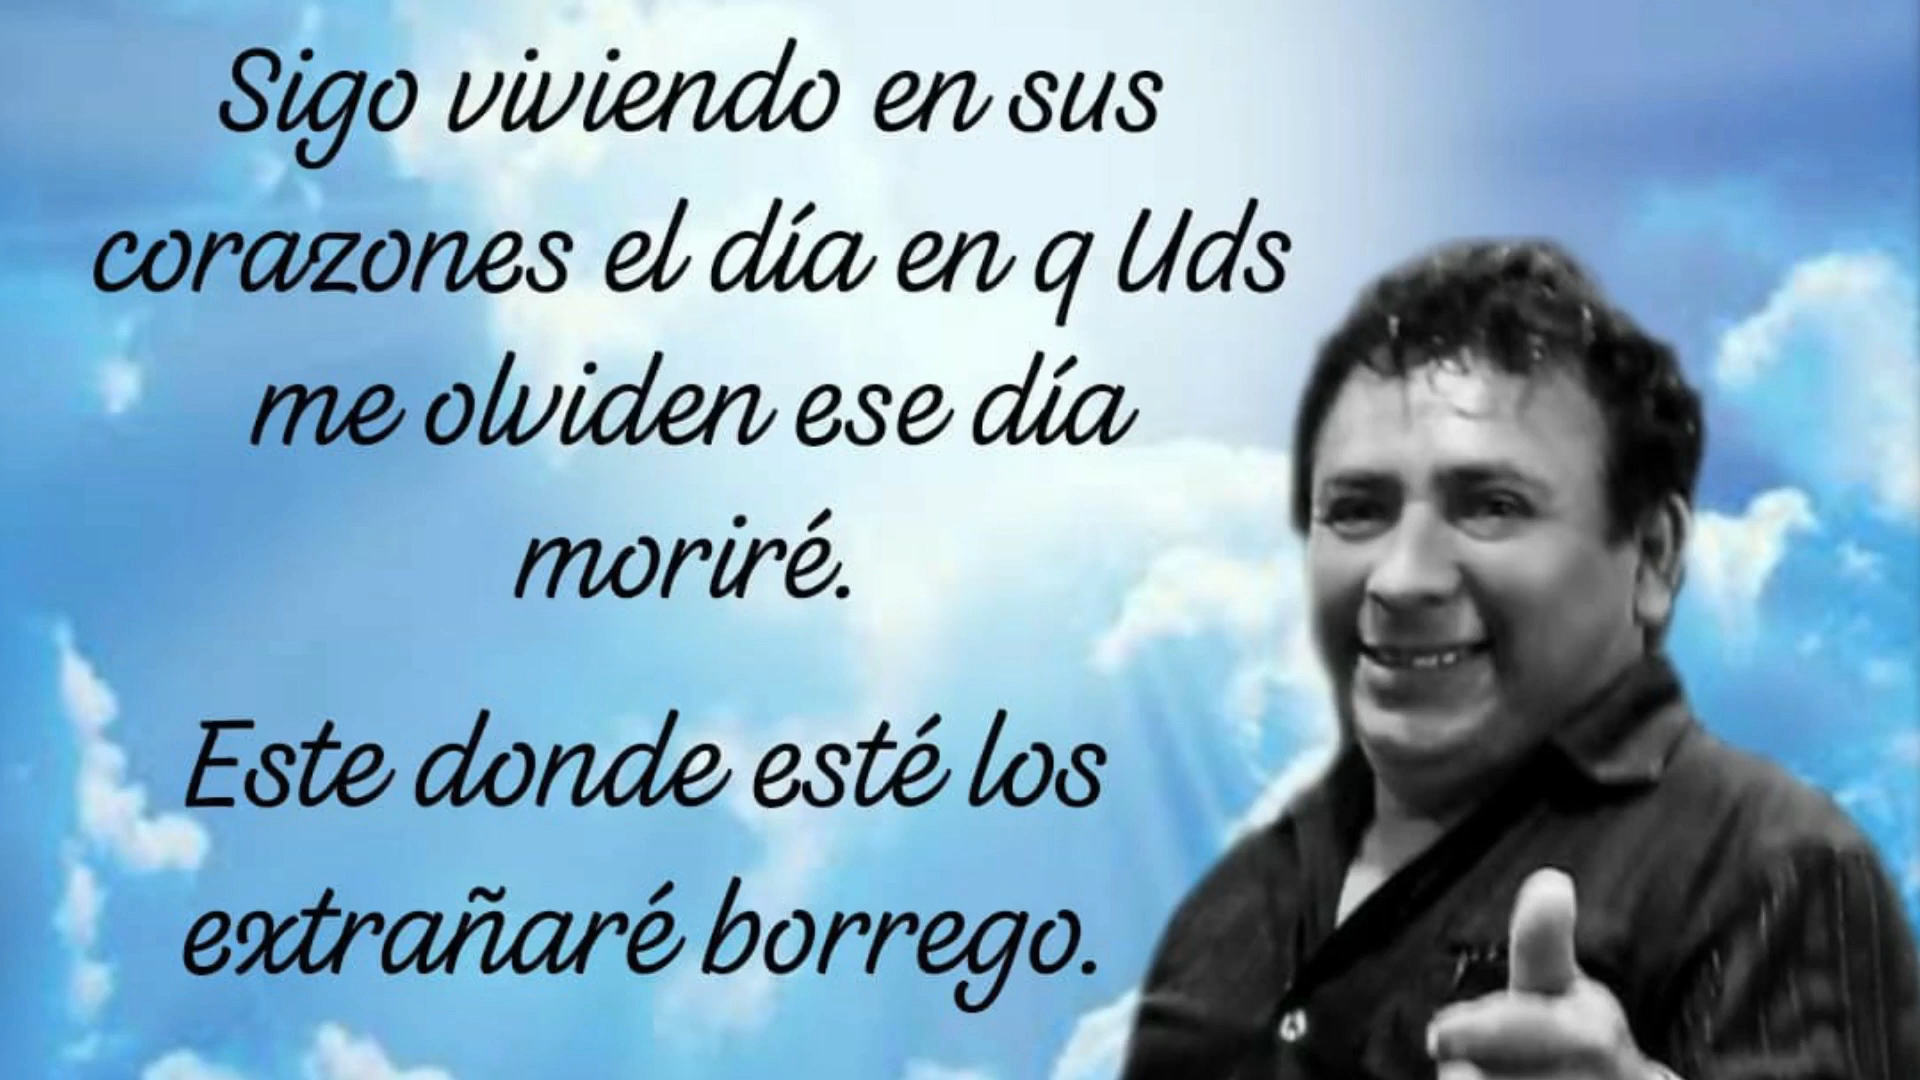 Sigo viviendo en sus
corazones el día en q Uds
me olviden ese día
moriré.
Este donde esté los
extrañaré borrego.